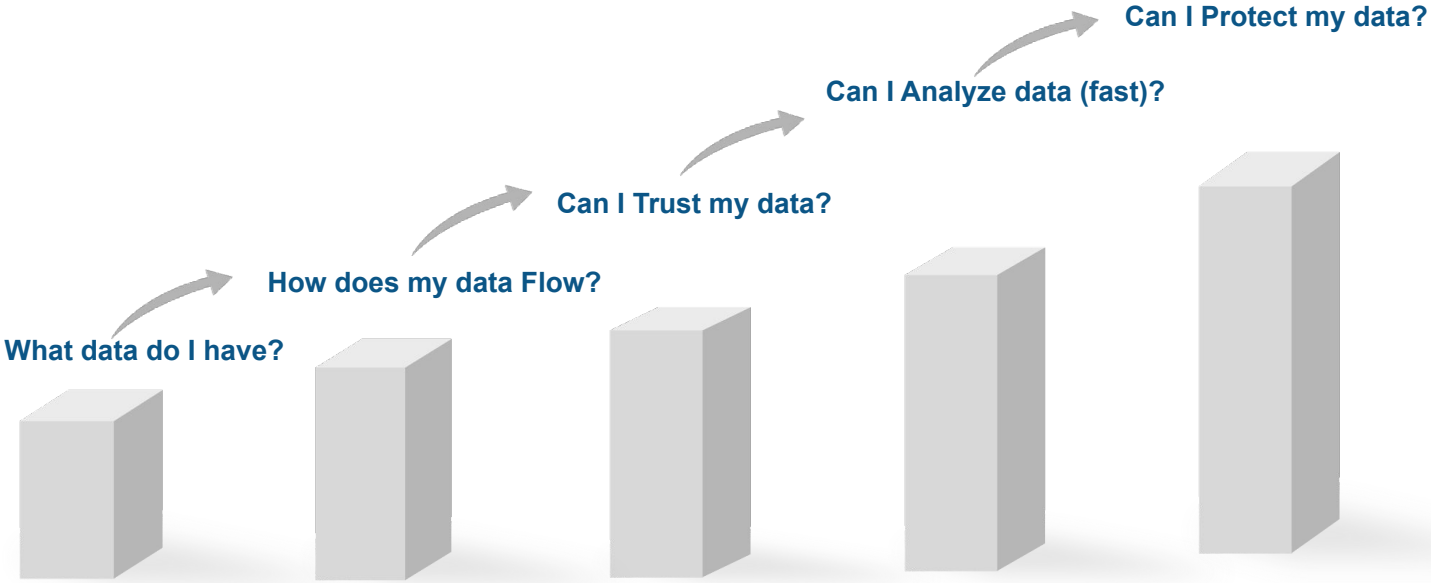 Can I Protect my data?
Can I Analyze data (fast)?
Can I Trust my data?
How does my data Flow?
What data do I have?